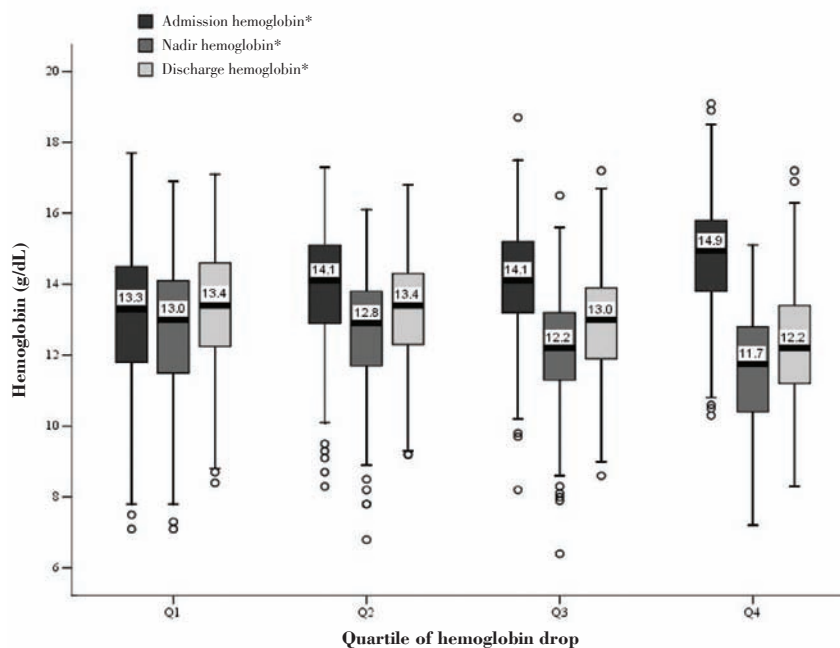 Admission hemoglobin*
Nadir hemoglobin*
Discharge hemoglobin*
Hemoglobin (g/dL)
20
18
16
14
12
10
8
6
13.3
13.0
13.4
14.1
12.8
13.4
14.1
12.2
13.0
14.9
11.7
12.2
Q1
Q2
Q3
Q4
Quartile of hemoglobin drop